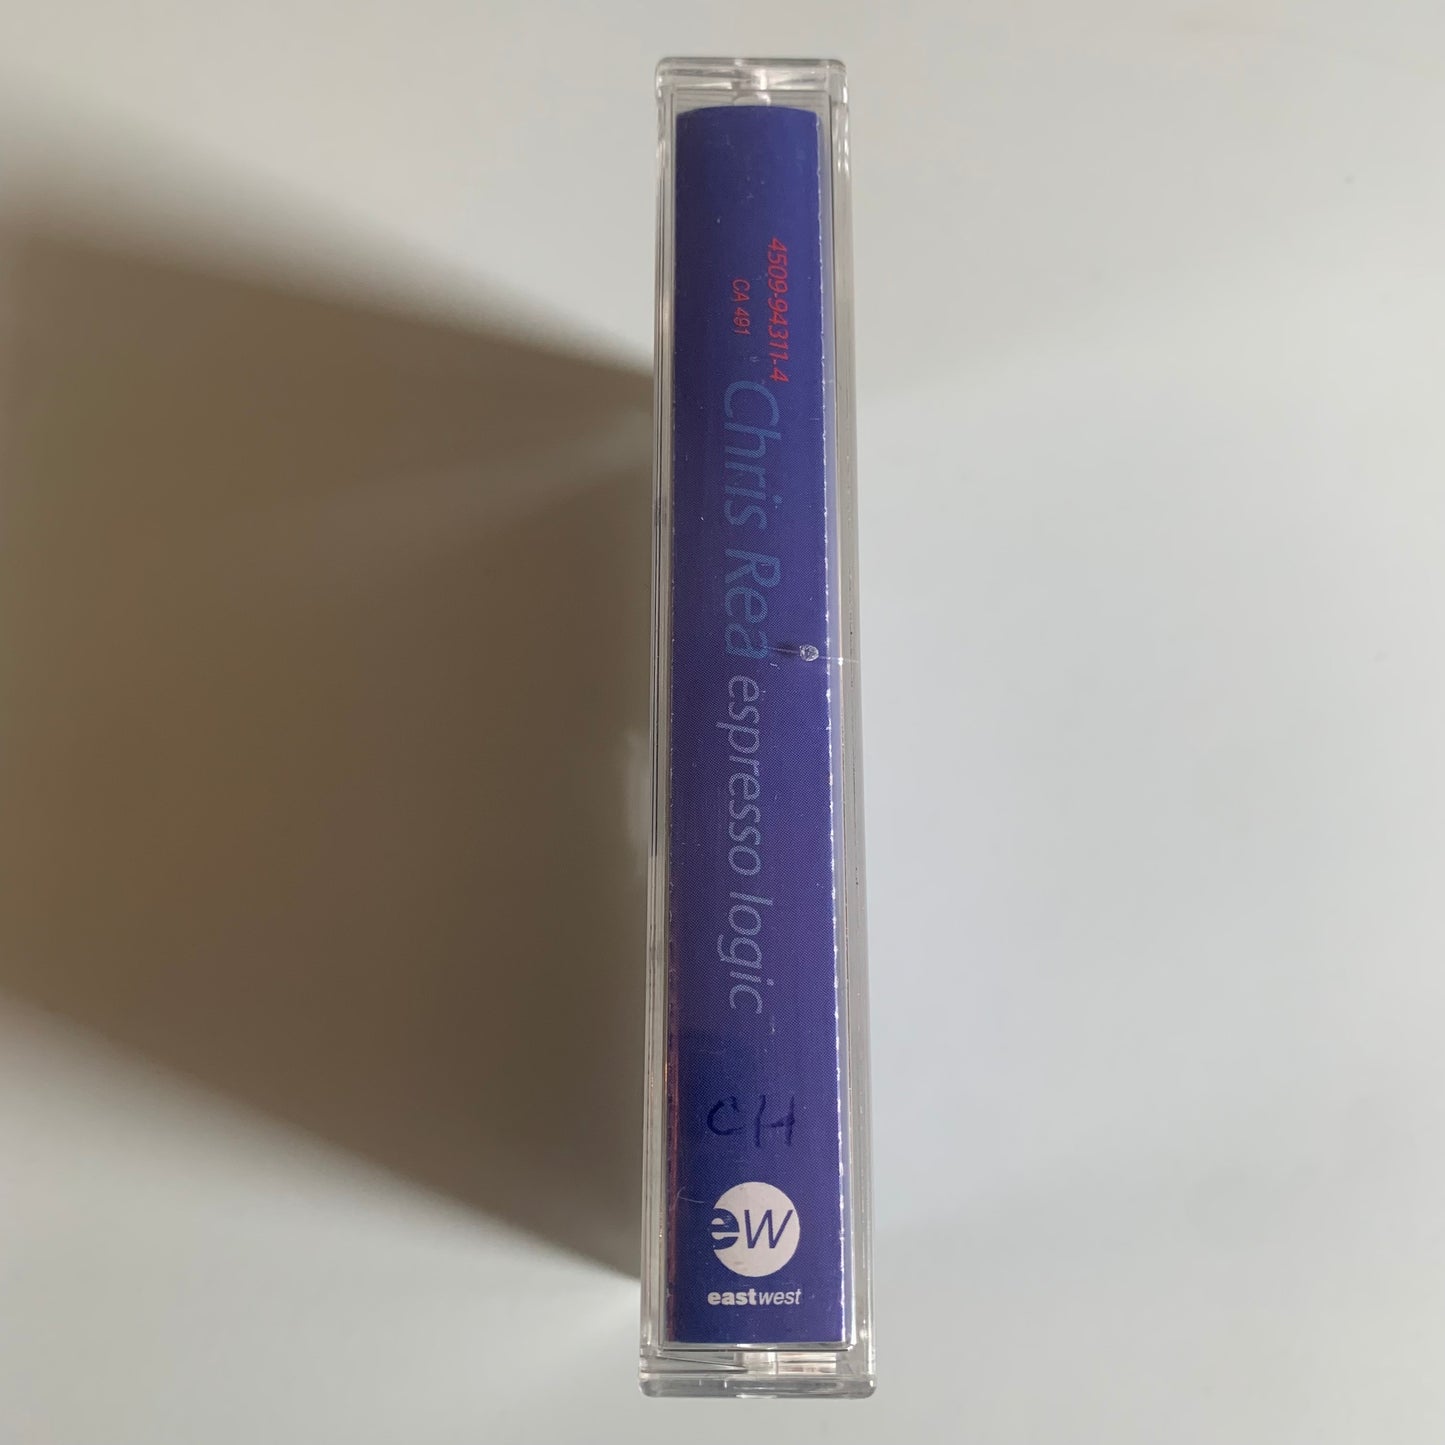 4509-94311-4
CA 491
Chris Rea espresso logic
CH
ew
eastwest